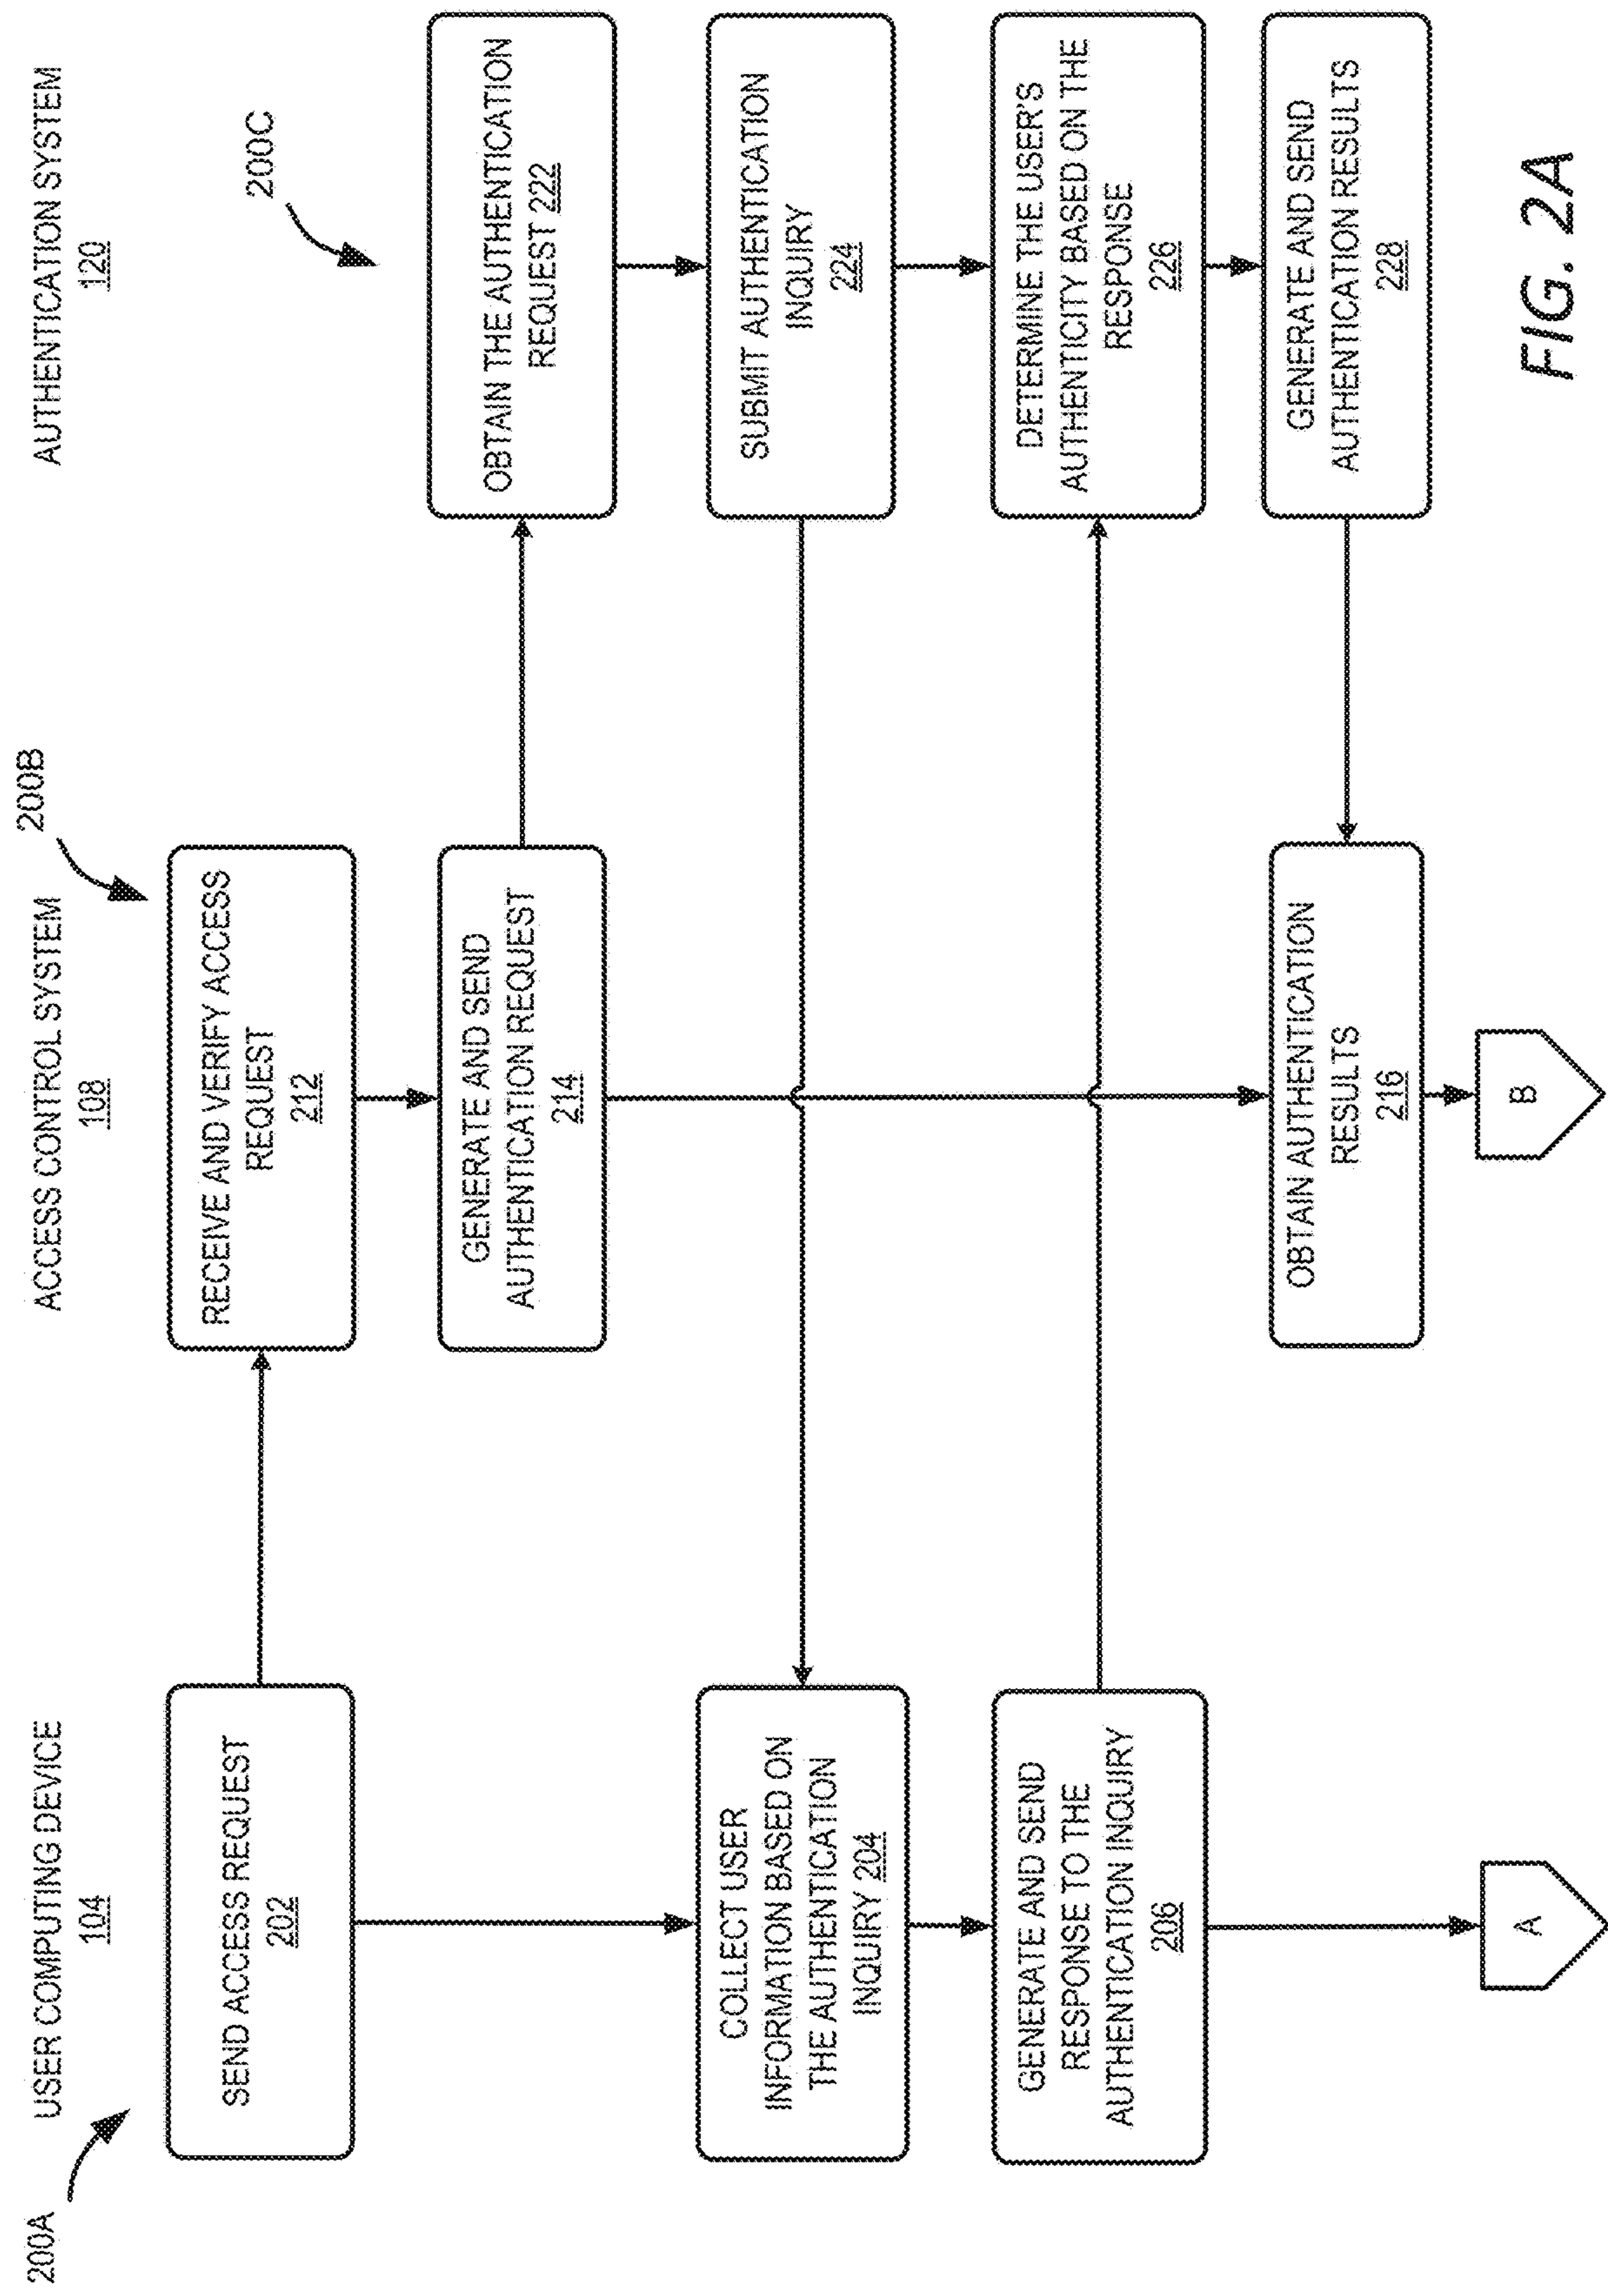 200A
USER COMPUTING DEVICE
104
ACCESS CONTROL SYSTEM
108
200B
AUTHENTICATION SYSTEM
120
200C
SEND ACCESS REQUEST
202
RECEIVE AND VERIFY ACCESS
REQUEST
212
GENERATE AND SEND
AUTHENTICATION REQUEST
214
OBTAIN THE AUTHENTICATION
REQUEST 222
SUBMIT AUTHENTICATION
INQUIRY
224
COLLECT USER
INFORMATION BASED ON
THE AUTHENTICATION
INQUIRY 204
GENERATE AND SEND
RESPONSE TO THE
AUTHENTICATION INQUIRY
206
DETERMINE THE USER'S
AUTHENTICITY BASED ON THE
RESPONSE
226
GENERATE AND SEND
AUTHENTICATION RESULTS
228
OBTAIN AUTHENTICATION
RESULTS
216
A
B
FIG. 2A